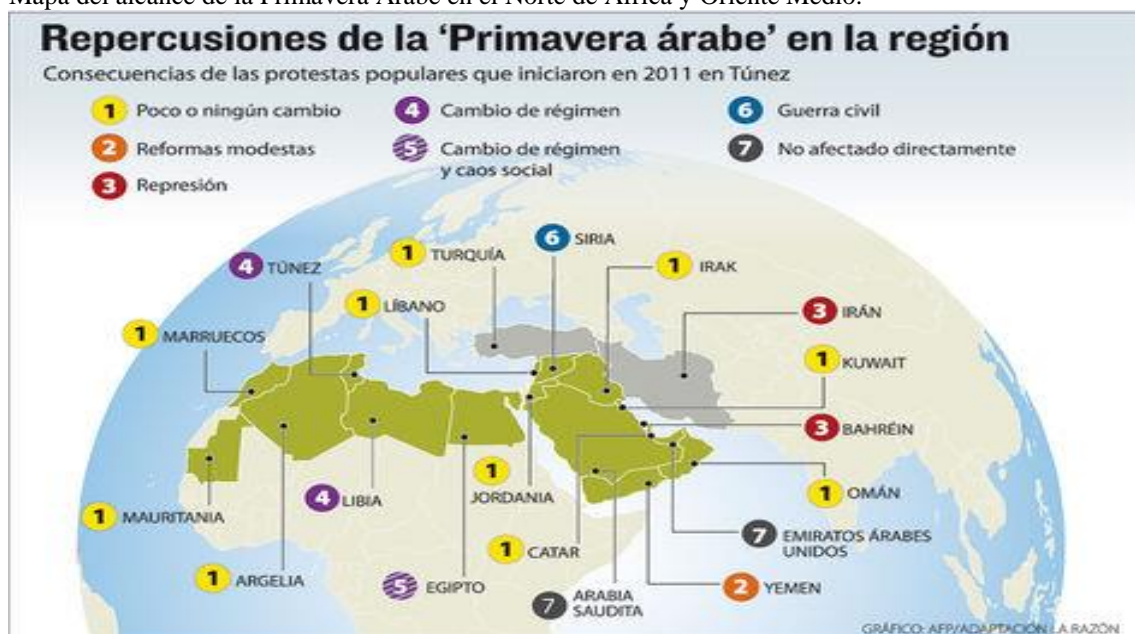 Mapa del alcance de la Primavera Árabe en el Norte de África y Oriente Medio.
Repercusiones de la ‘Primavera árabe’ en la región
Consecuencias de las protestas populares que iniciaron en 2011 en Túnez
1 Poco o ningún cambio
2 Reformas modestas
3 Represión
4 Cambio de régimen
5 Cambio de régimen
y caos social
6 Guerra civil
7 No afectado directamente
6 SIRIA
1 TURQUÍA
4 TÚNEZ
1 IRAK
1 LÍBANO
3 IRÁN
1 MARRUECOS
1 KUWAIT
3 BAHRÉIN
1
JORDANIA
4 LIBIA
1 OMÁN
1 MAURITANIA
7 EMIRATOS ÁRABES
UNIDOS
1 CATAR
1 ARGELIA
5 EGIPTO
2 YEMEN
7 ARABIA
SAUDITA
GRÁFICO: AFP/ADAPTACIÓN LA RAZÓN